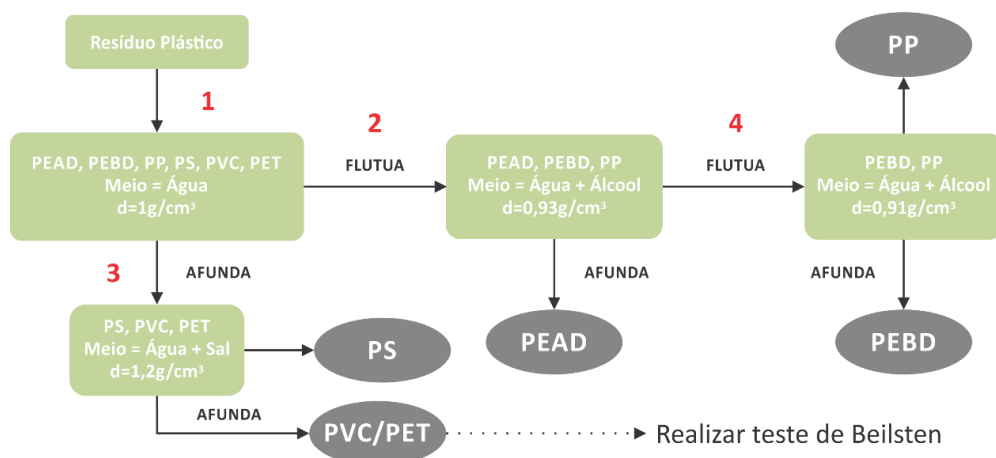 Resíduo Plástico
1
PEAD, PEBD, PP, PS, PVC, PET
Meio = Água
d=1g/cm³
2
FLUTUA
PEAD, PEBD, PP
Meio = Água + Álcool
d=0,93g/cm³
4
FLUTUA
PEBD, PP
Meio = Água + Álcool
d=0,91g/cm³
PP
3
AFUNDA
AFUNDA
PS, PVC, PET
Meio = Água + Sal
d=1,2g/cm³
PS
PEAD
PEBD
AFUNDA
PVC/PET
Realizar teste de Beilsten